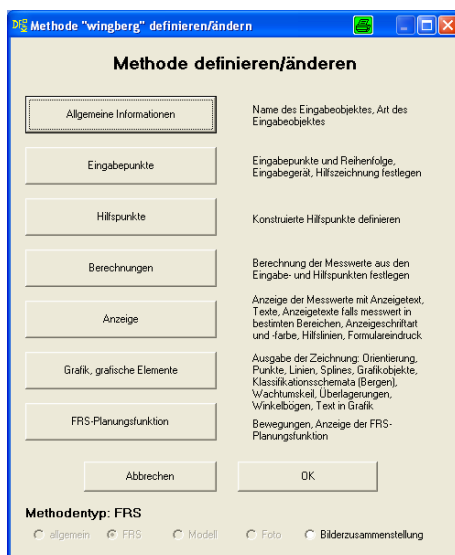 Methode "wingberg" definieren/ändern
Methode definieren/änderen
Allgemeine Informationen
Name des Eingabeobjektes, Art des
Eingabeobjektes
Eingabepunkte
Eingabepunkte und Reihenfolge,
Eingabegerät, Hilfszeichnung festlegen
Hilfspunkte
Konstruierte Hilfspunkte definieren
Berechnungen
Berechnung der Messwerte aus den
Eingabe- und Hilfspunkten festlegen
Anzeige
Anzeige der Messwerte mit Anzeigetext,
Texte, Anzeigetexte falls messwert in
bestimten Bereichen, Anzeigeschriftart
und -farbe, Hilfslinien, Formulareindruck
Grafik, grafische Elemente
Ausgabe der Zeichnung: Orientierung,
Punkte, Linien, Splines, Grafikobjekte,
Klassifikationsschemata (Bergen),
Wachtumskeil, Überlagerungen,
Winkelbögen, Text in Grafik
FRS-Planungsfunktion
Bewegungen, Anzeige der FRS-
Planungsfunktion
Abbrechen
OK
Methodentyp: FRS
allgemein FRS Modell Foto Bilderzusammenstellung